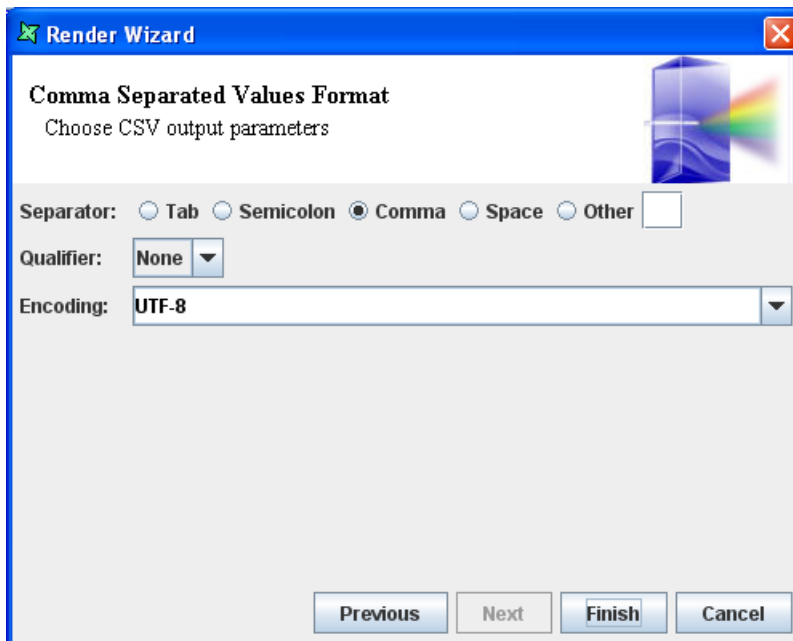 Render Wizard
Comma Separated Values Format
Choose CSV output parameters
Separator: Tab Semicolon Comma Space Other
Qualifier: None
Encoding: UTF-8
Previous Next Finish Cancel